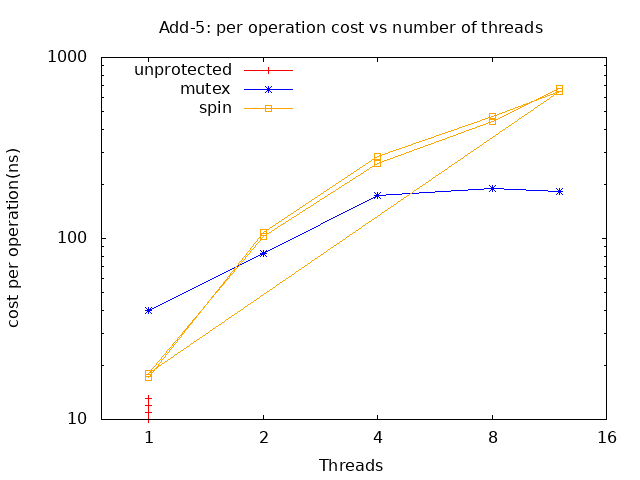 Add-5: per operation cost vs number of threads
1000
unprotected
mutex
spin
cost per operation(ns)
100
10
1 2 4 8 16
Threads